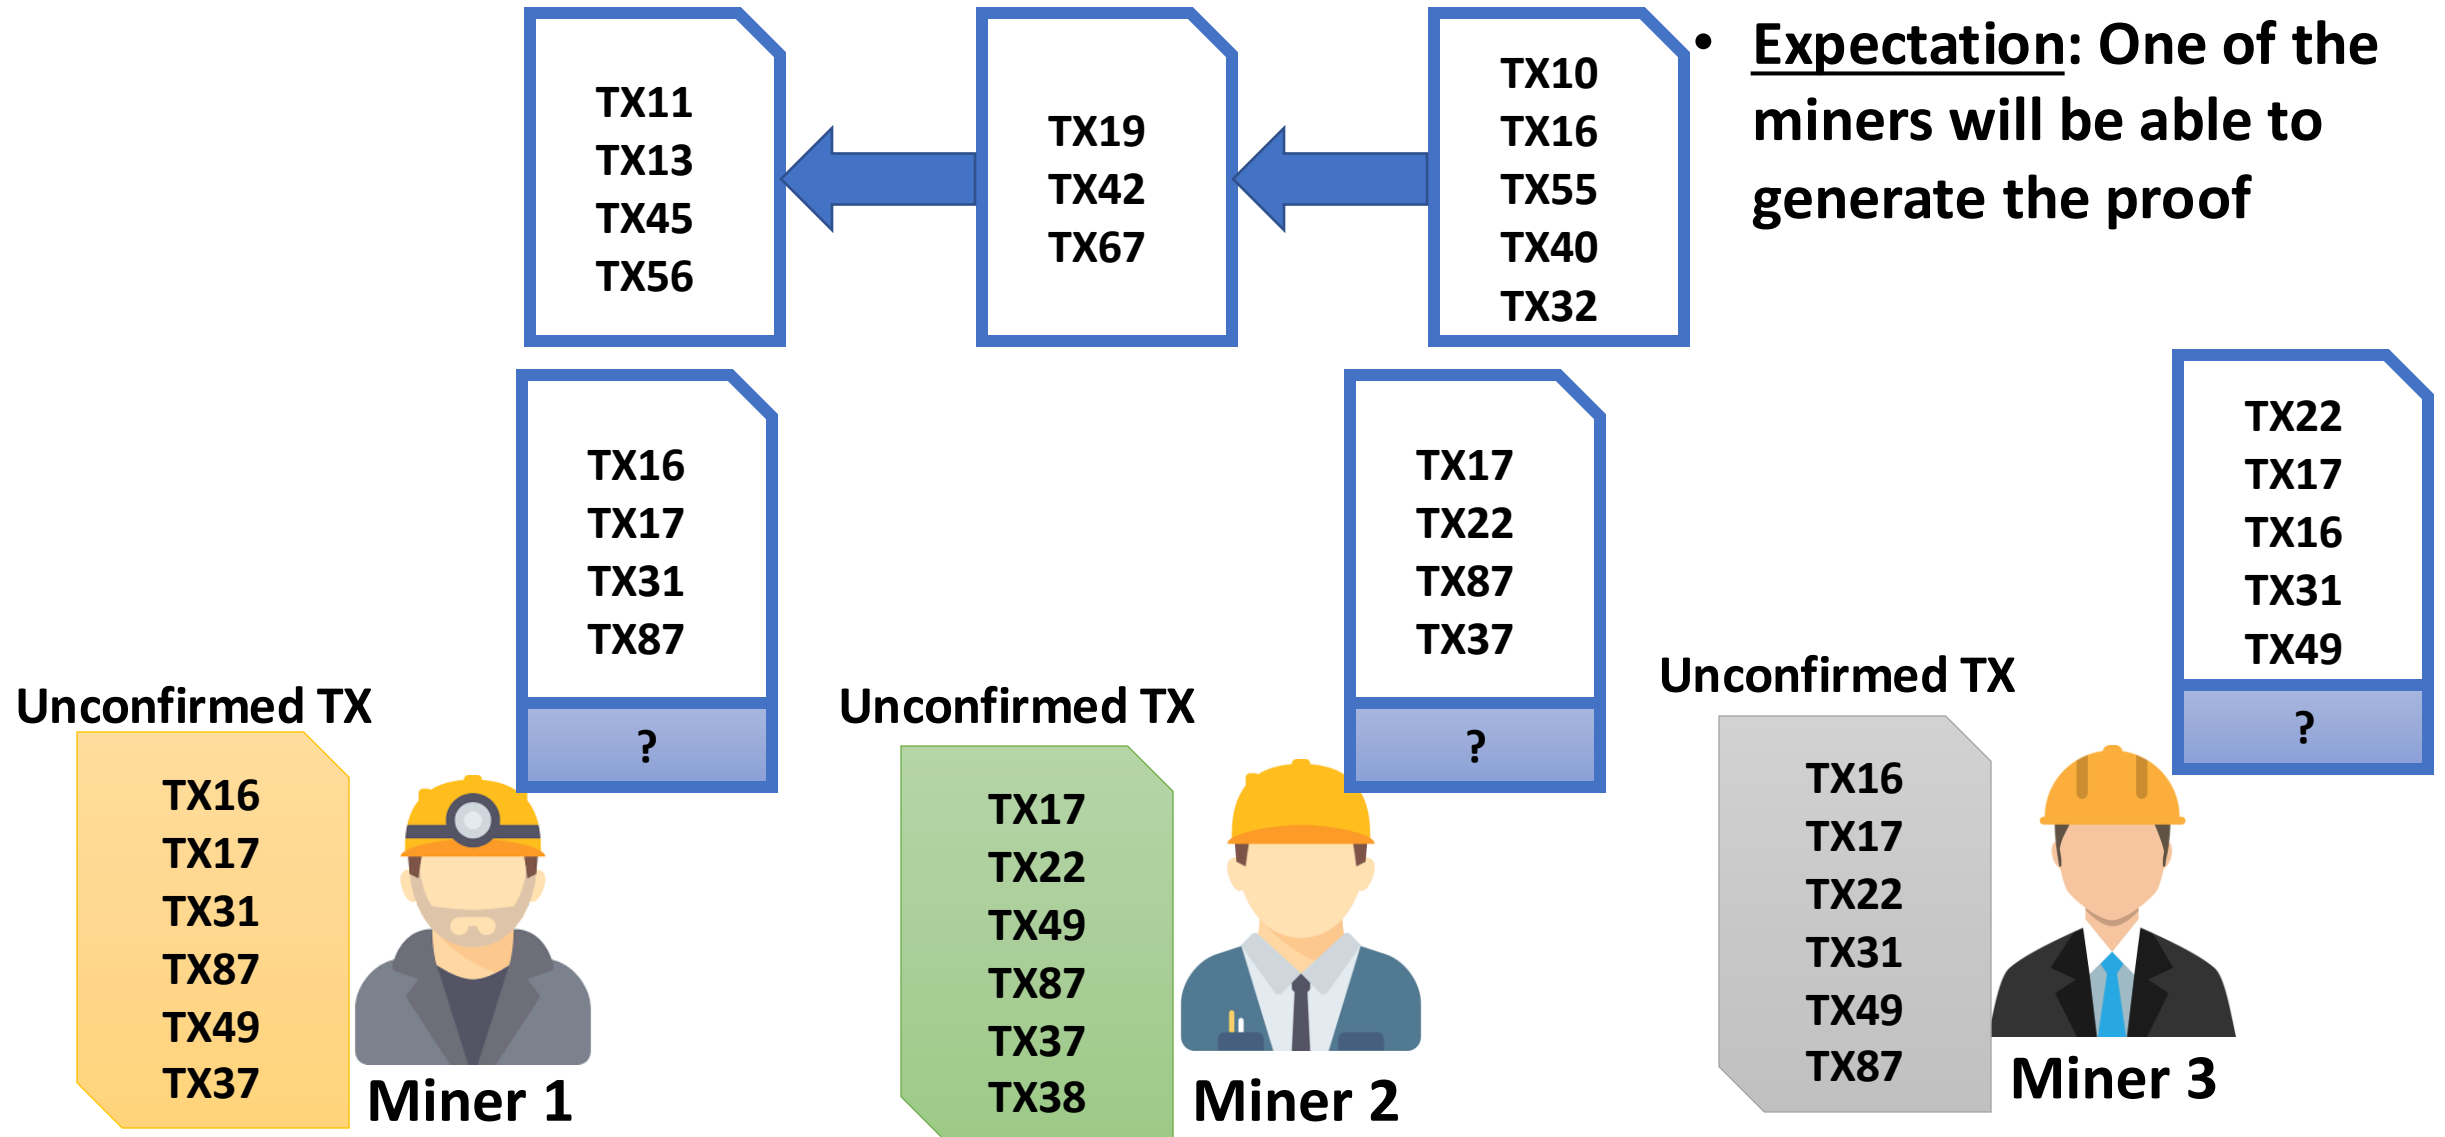 TX11
TX13
TX45
TX56
TX19
TX42
TX67
TX10
TX16
TX55
TX40
TX32
• Expectation: One of the
miners will be able to
generate the proof
TX16
TX17
TX31
TX87
?
Unconfirmed TX
TX16
TX17
TX31
TX87
TX49
TX37
Miner 1
TX17
TX22
TX87
TX37
?
Unconfirmed TX
TX17
TX22
TX49
TX87
TX37
TX38
Miner 2
TX22
TX17
TX16
TX31
TX49
?
Unconfirmed TX
TX16
TX17
TX22
TX31
TX49
TX87
Miner 3